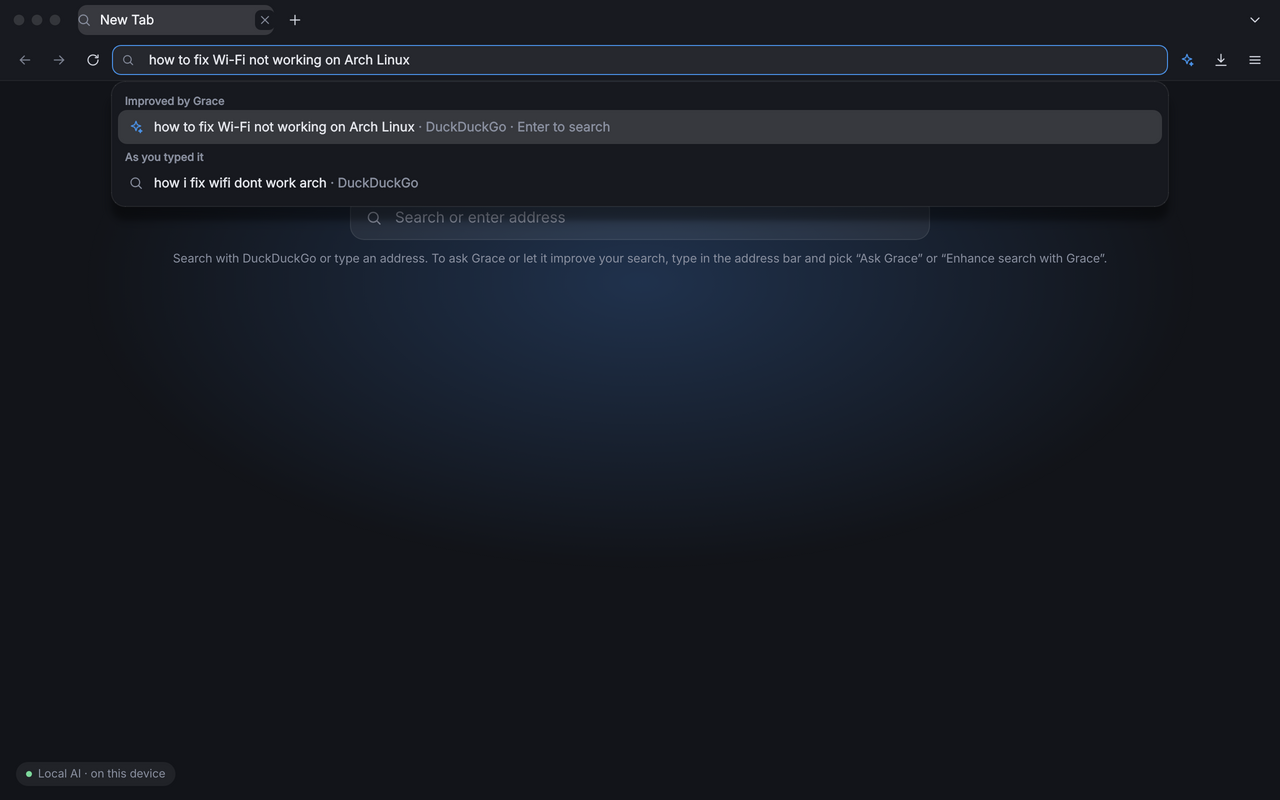 New Tab
how to fix Wi-Fi not working on Arch Linux
Improved by Grace
how to fix Wi-Fi not working on Arch Linux · DuckDuckGo · Enter to search
As you typed it
how i fix wifi dont work arch · DuckDuckGo
Search or enter address
Search with DuckDuckGo or type an address. To ask Grace or let it improve your search, type in the address bar and pick “Ask Grace” or “Enhance search with Grace”.
Local AI · on this device